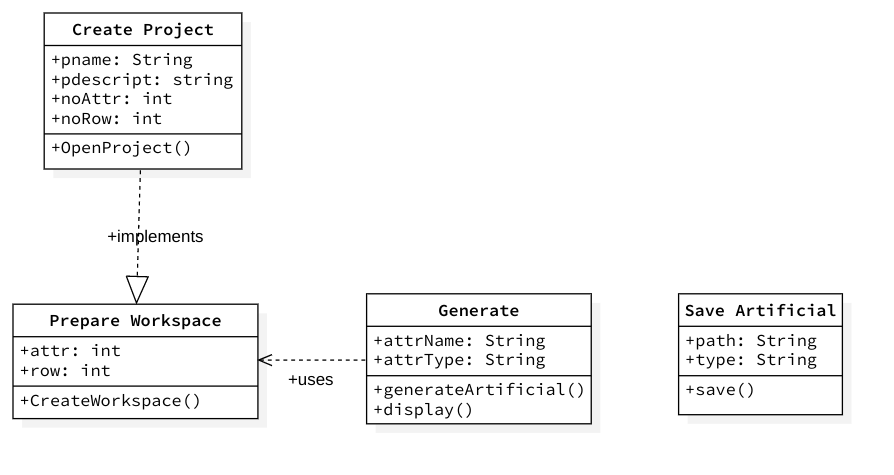 Create Project
+pname: String
+pdescript: string
+noAttr: int
+noRow: int
+OpenProject()
+implements
Prepare Workspace
+attr: int
+row: int
+CreateWorkspace()
+uses
Generate
+attrName: String
+attrType: String
+generateArtificial()
+display()
Save Artificial
+path: String
+type: String
+save()